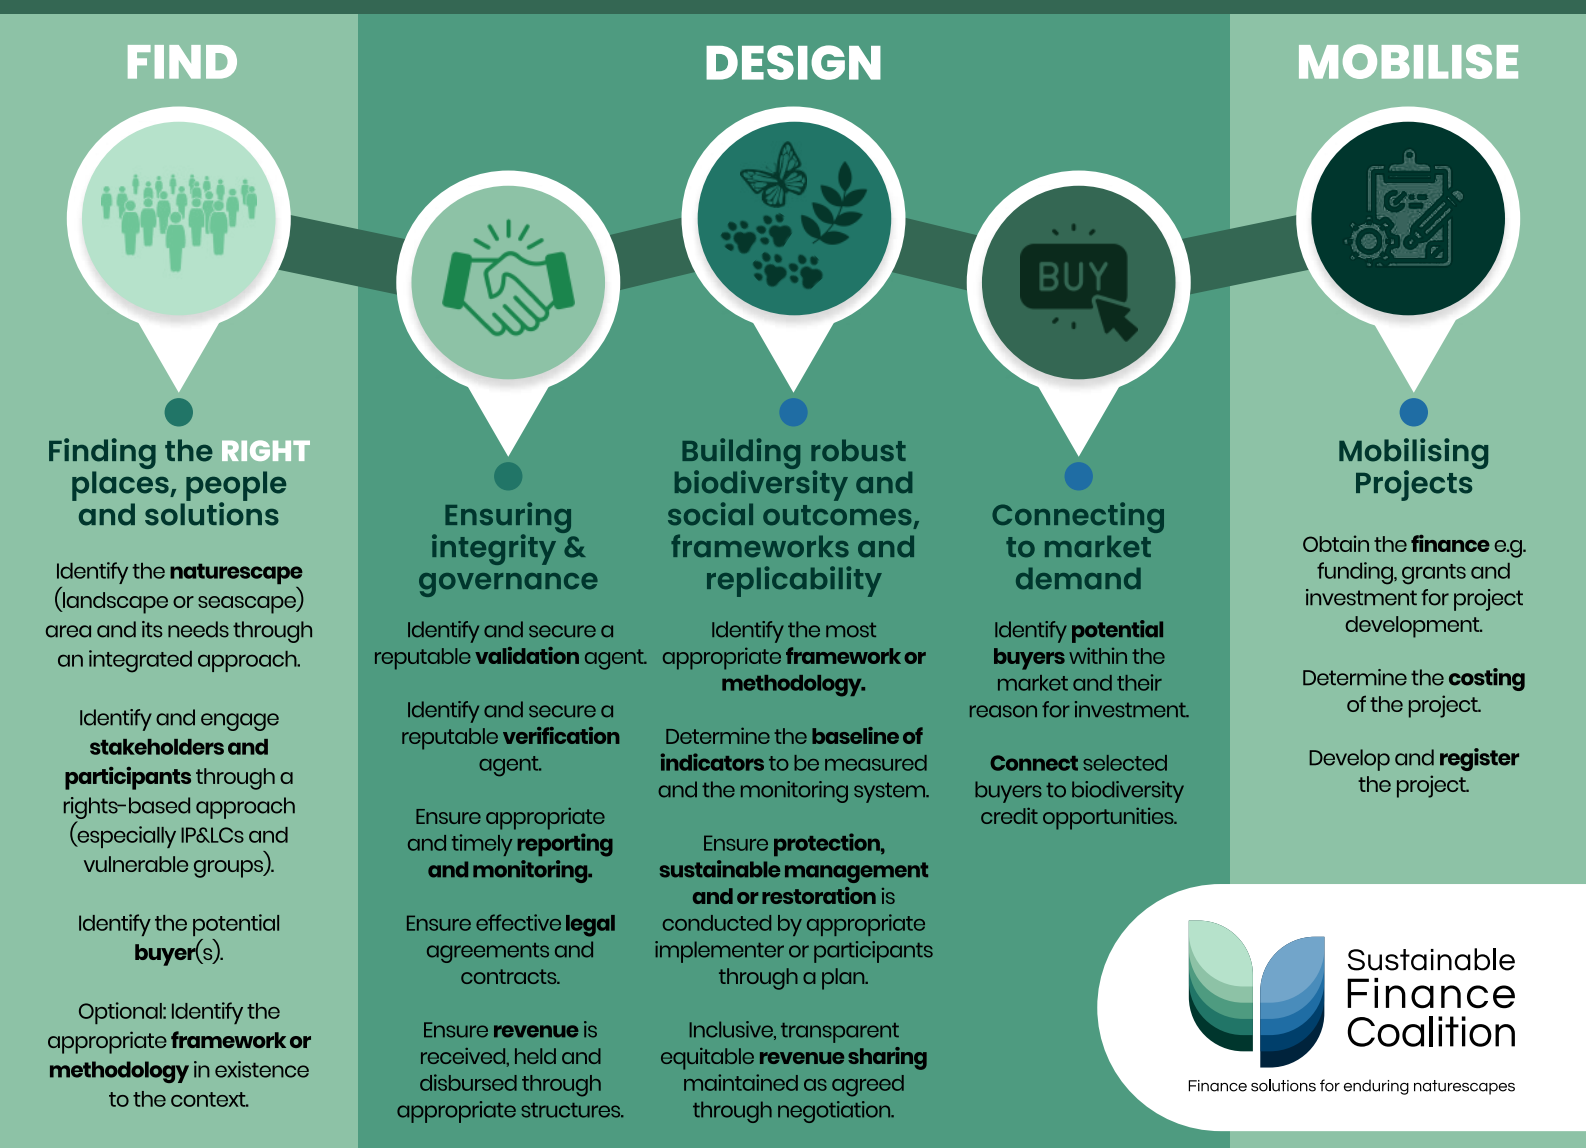 FIND
Finding the RIGHT
places, people
and solutions
Identify the naturescape
(landscape or seascape)
area and its needs through
an integrated approach.
Identify and engage
stakeholders and
participants through a
rights-based approach
(especially IP&LCs and
vulnerable groups).
Identify the potential
buyer(s).
Optional: Identify the
appropriate framework or
methodology in existence
to the context.
DESIGN
Ensuring
integrity &
governance
Identify and secure a
reputable validation agent.
Identify and secure a
reputable verification
agent.
Ensure appropriate
and timely reporting
and monitoring.
Ensure effective legal
agreements and
contracts.
Ensure revenue is
received, held and
disbursed through
appropriate structures.
Building robust
biodiversity and
social outcomes,
frameworks and
replicability
Identify the most
appropriate framework or
methodology.
Determine the baseline of
indicators to be measured
and the monitoring system.
Ensure protection,
sustainable management
and or restoration is
conducted by appropriate
implementer or participants
through a plan.
Inclusive, transparent
equitable revenue sharing
maintained as agreed
through negotiation.
BUY
Connecting
to market
demand
Identify potential
buyers within the
market and their
reason for investment.
Connect selected
buyers to biodiversity
credit opportunities.
MOBILISE
Mobilising
Projects
Obtain the finance e.g.
funding, grants and
investment for project
development.
Determine the costing
of the project.
Develop and register
the project.
Sustainable
Finance
Coalition
Finance solutions for enduring naturescapes